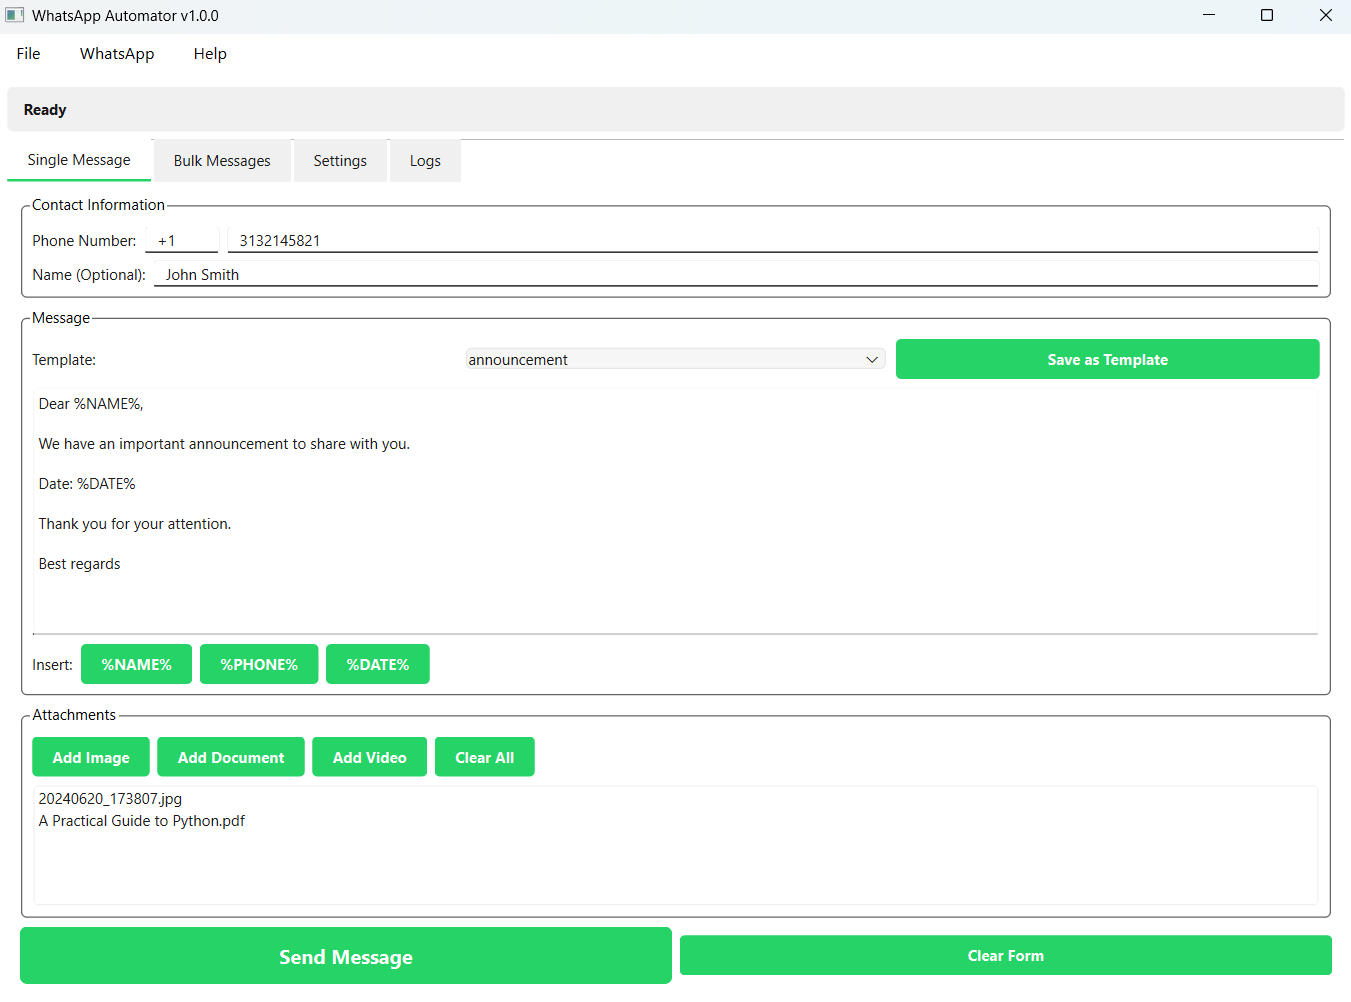 WhatsApp Automator v1.0.0
File WhatsApp Help
Ready
Single Message Bulk Messages Settings Logs
Contact Information
Phone Number: +1 3132145821
Name (Optional): John Smith
Message
Template: announcement Save as Template
Dear %NAME%,
We have an important announcement to share with you.
Date: %DATE%
Thank you for your attention.
Best regards
Insert: %NAME% %PHONE% %DATE%
Attachments
Add Image Add Document Add Video Clear All
20240620_173807.jpg
A Practical Guide to Python.pdf
Send Message Clear Form